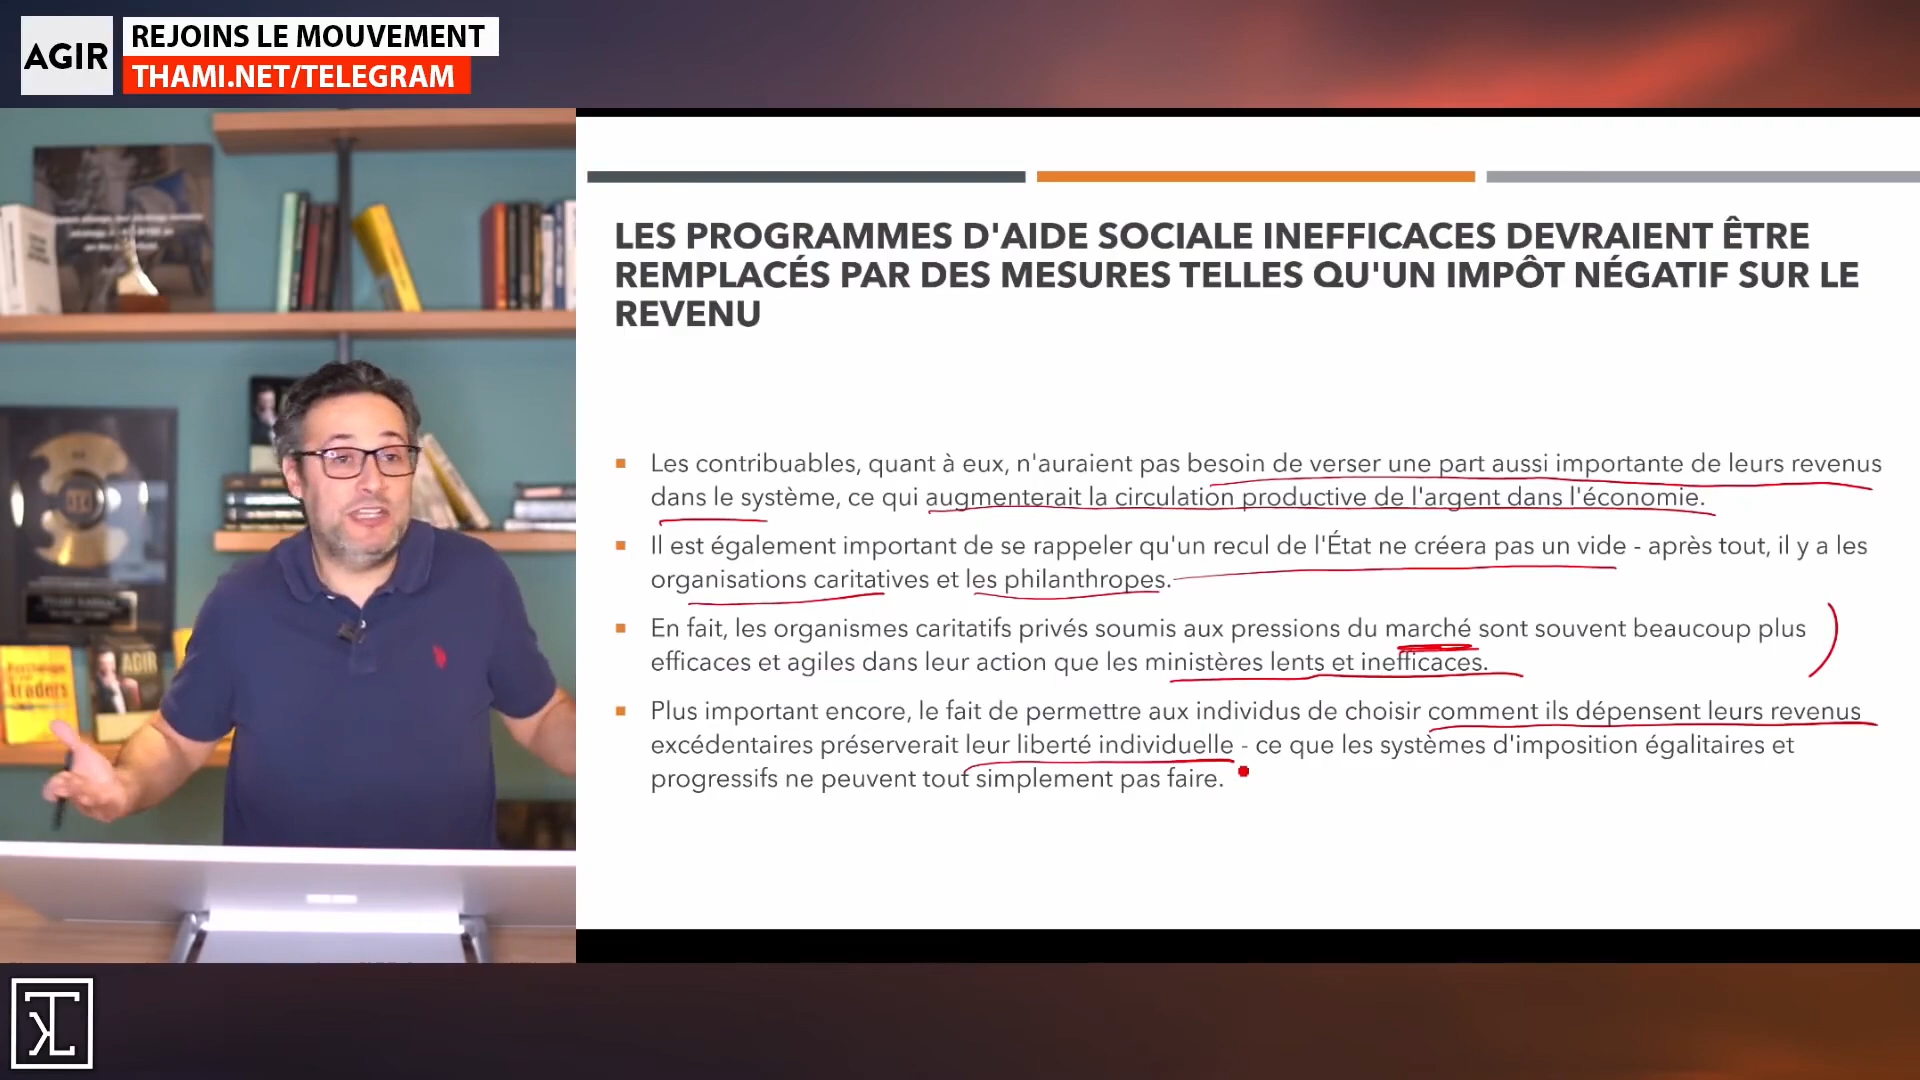 AGIR
REJOINS LE MOUVEMENT
THAMI.NET/TELEGRAM
LES PROGRAMMES D'AIDE SOCIALE INEFFICACES DEVRAIENT ÊTRE
REMPLACÉS PAR DES MESURES TELLES QU'UN IMPÔT NÉGATIF SUR LE
REVENU
Les contribuables, quant à eux, n'auraient pas besoin de verser une part aussi importante de leurs revenus
dans le système, ce qui augmenterait la circulation productive de l'argent dans l'économie.
Il est également important de se rappeler qu'un recul de l'État ne créera pas un vide - après tout, il y a les
organisations caritatives et les philanthropes.
En fait, les organismes caritatifs privés soumis aux pressions du marché sont souvent beaucoup plus
efficaces et agiles dans leur action que les ministères lents et inefficaces.
Plus important encore, le fait de permettre aux individus de choisir comment ils dépensent leurs revenus
excédentaires préserverait leur liberté individuelle - ce que les systèmes d'imposition égalitaires et
progressifs ne peuvent tout simplement pas faire.
traders
AGIR